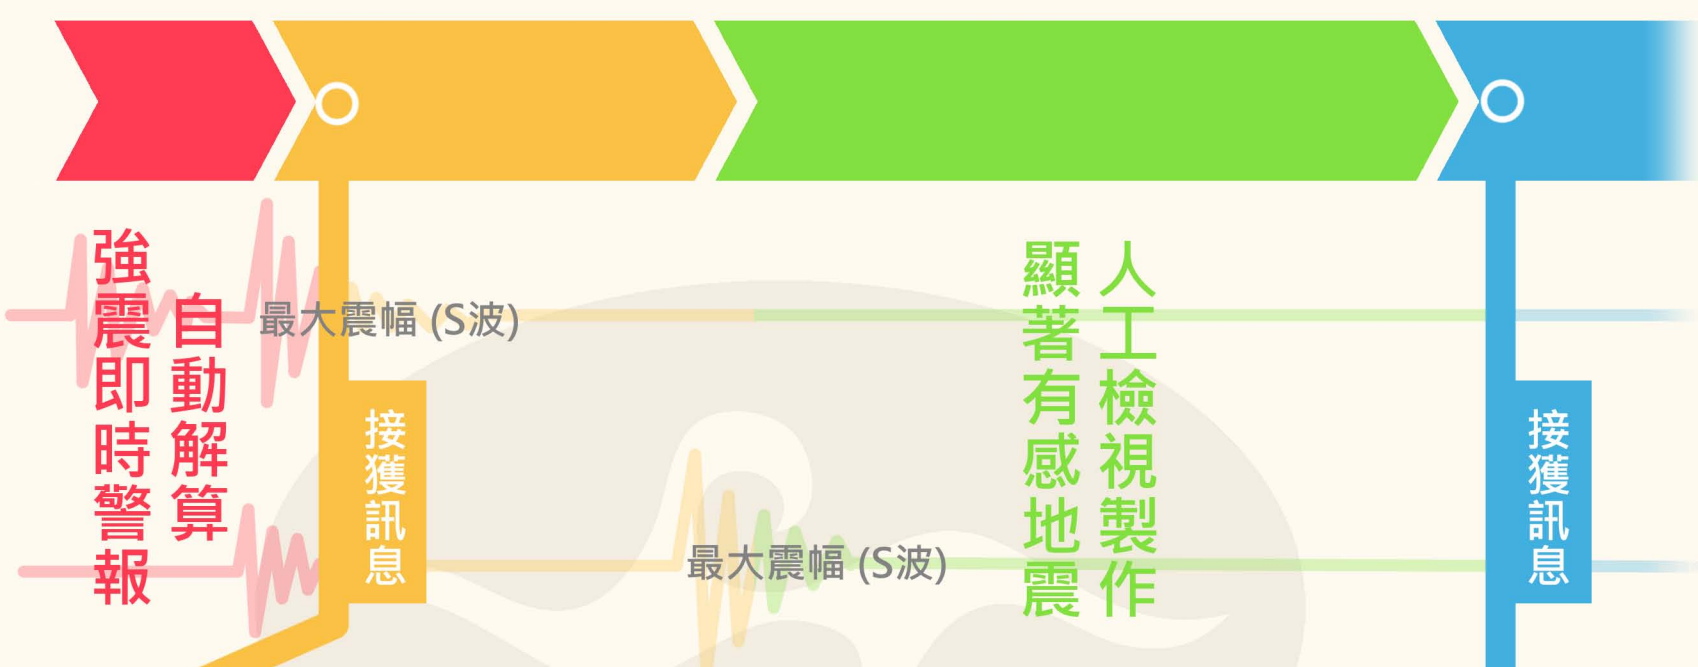 自動解算
強震即時警報
最大震幅 (S波)
接獲訊息
最大震幅 (S波)
人工檢視製作
顯著有感地震
接獲訊息